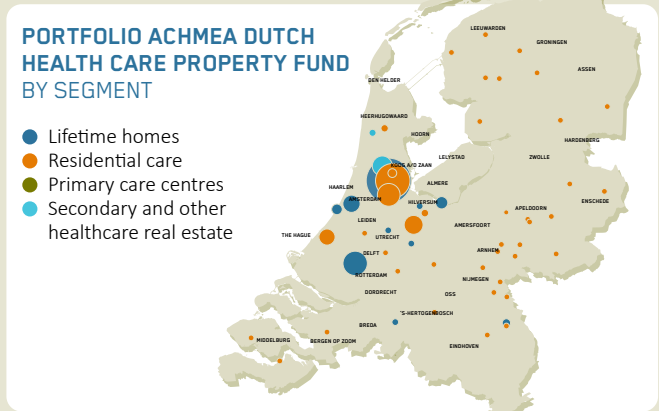 PORTFOLIO ACHMEA DUTCH
HEALTH CARE PROPERTY FUND
BY SEGMENT
Lifetime homes
Residential care
Primary care centres
Secondary and other
healthcare real estate
LEEUWARDEN
GRONINGEN
ASSEN
DEN HELDER
HEERHUGOWAARD
HOORN
HARDENBERG
LELYSTAD
ZWOLLE
KOOG A/D ZAAN
HAARLEM
ALMERE
AMSTERDAM
HILVERSUM
ENSCHEDE
APELDOORN
LEIDEN
AMERSFOORT
THE HAGUE
UTRECHT
ARNHEM
DELFT
ROTTERDAM
NIJMEGEN
DORDRECHT
OSS
'S-HERTOGENBOSCH
BREDA
MIDDELBURG
BERGEN OP ZOOM
EINDHOVEN